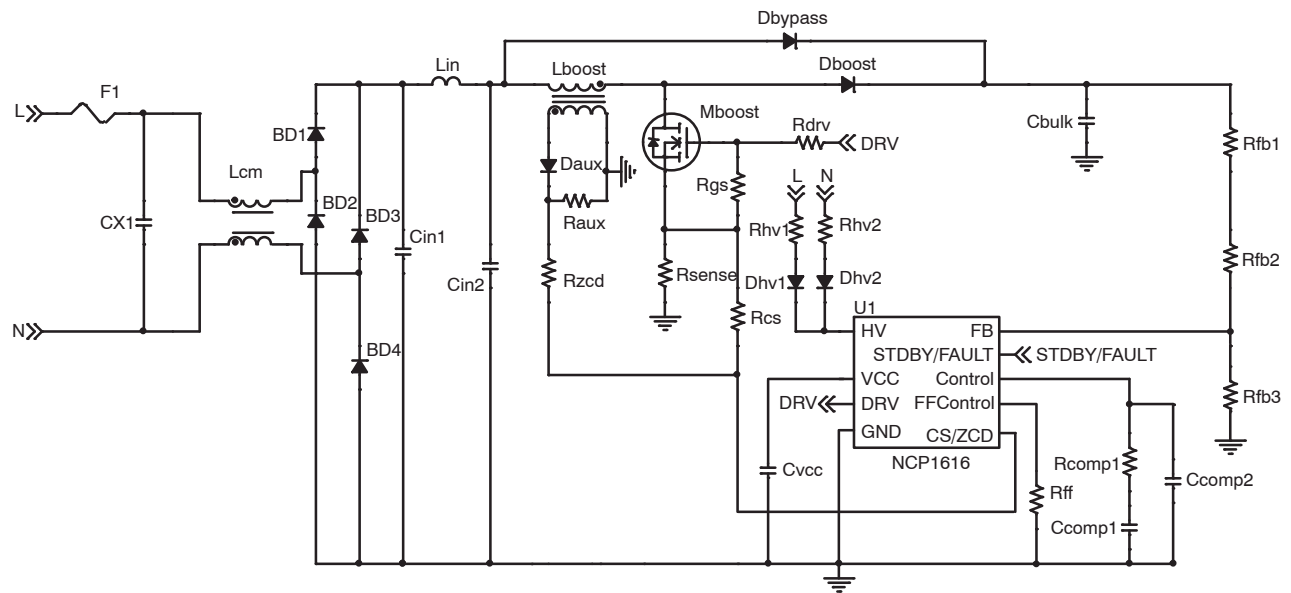 Dbypass
Lin
Lboost
Dboost
L
F1
Mboost
Cbulk
BD1
Rdrv
DRV
Rfb1
Lcm
Daux
L
N
Rgs
BD2
BD3
Raux
CX1
Cin1
Rhv1
Rhv2
Cin2
Rzcd
Rsense
Dhv1
Dhv2
Rfb2
U1
Rcs
N
HV
FB
BD4
STDBY/FAULT
STDBY/FAULT
VCC
Control
DRV
DRV
FFControl
Rfb3
GND
CS/ZCD
NCP1616
Cvcc
Rcomp1
Rff
Ccomp2
Ccomp1